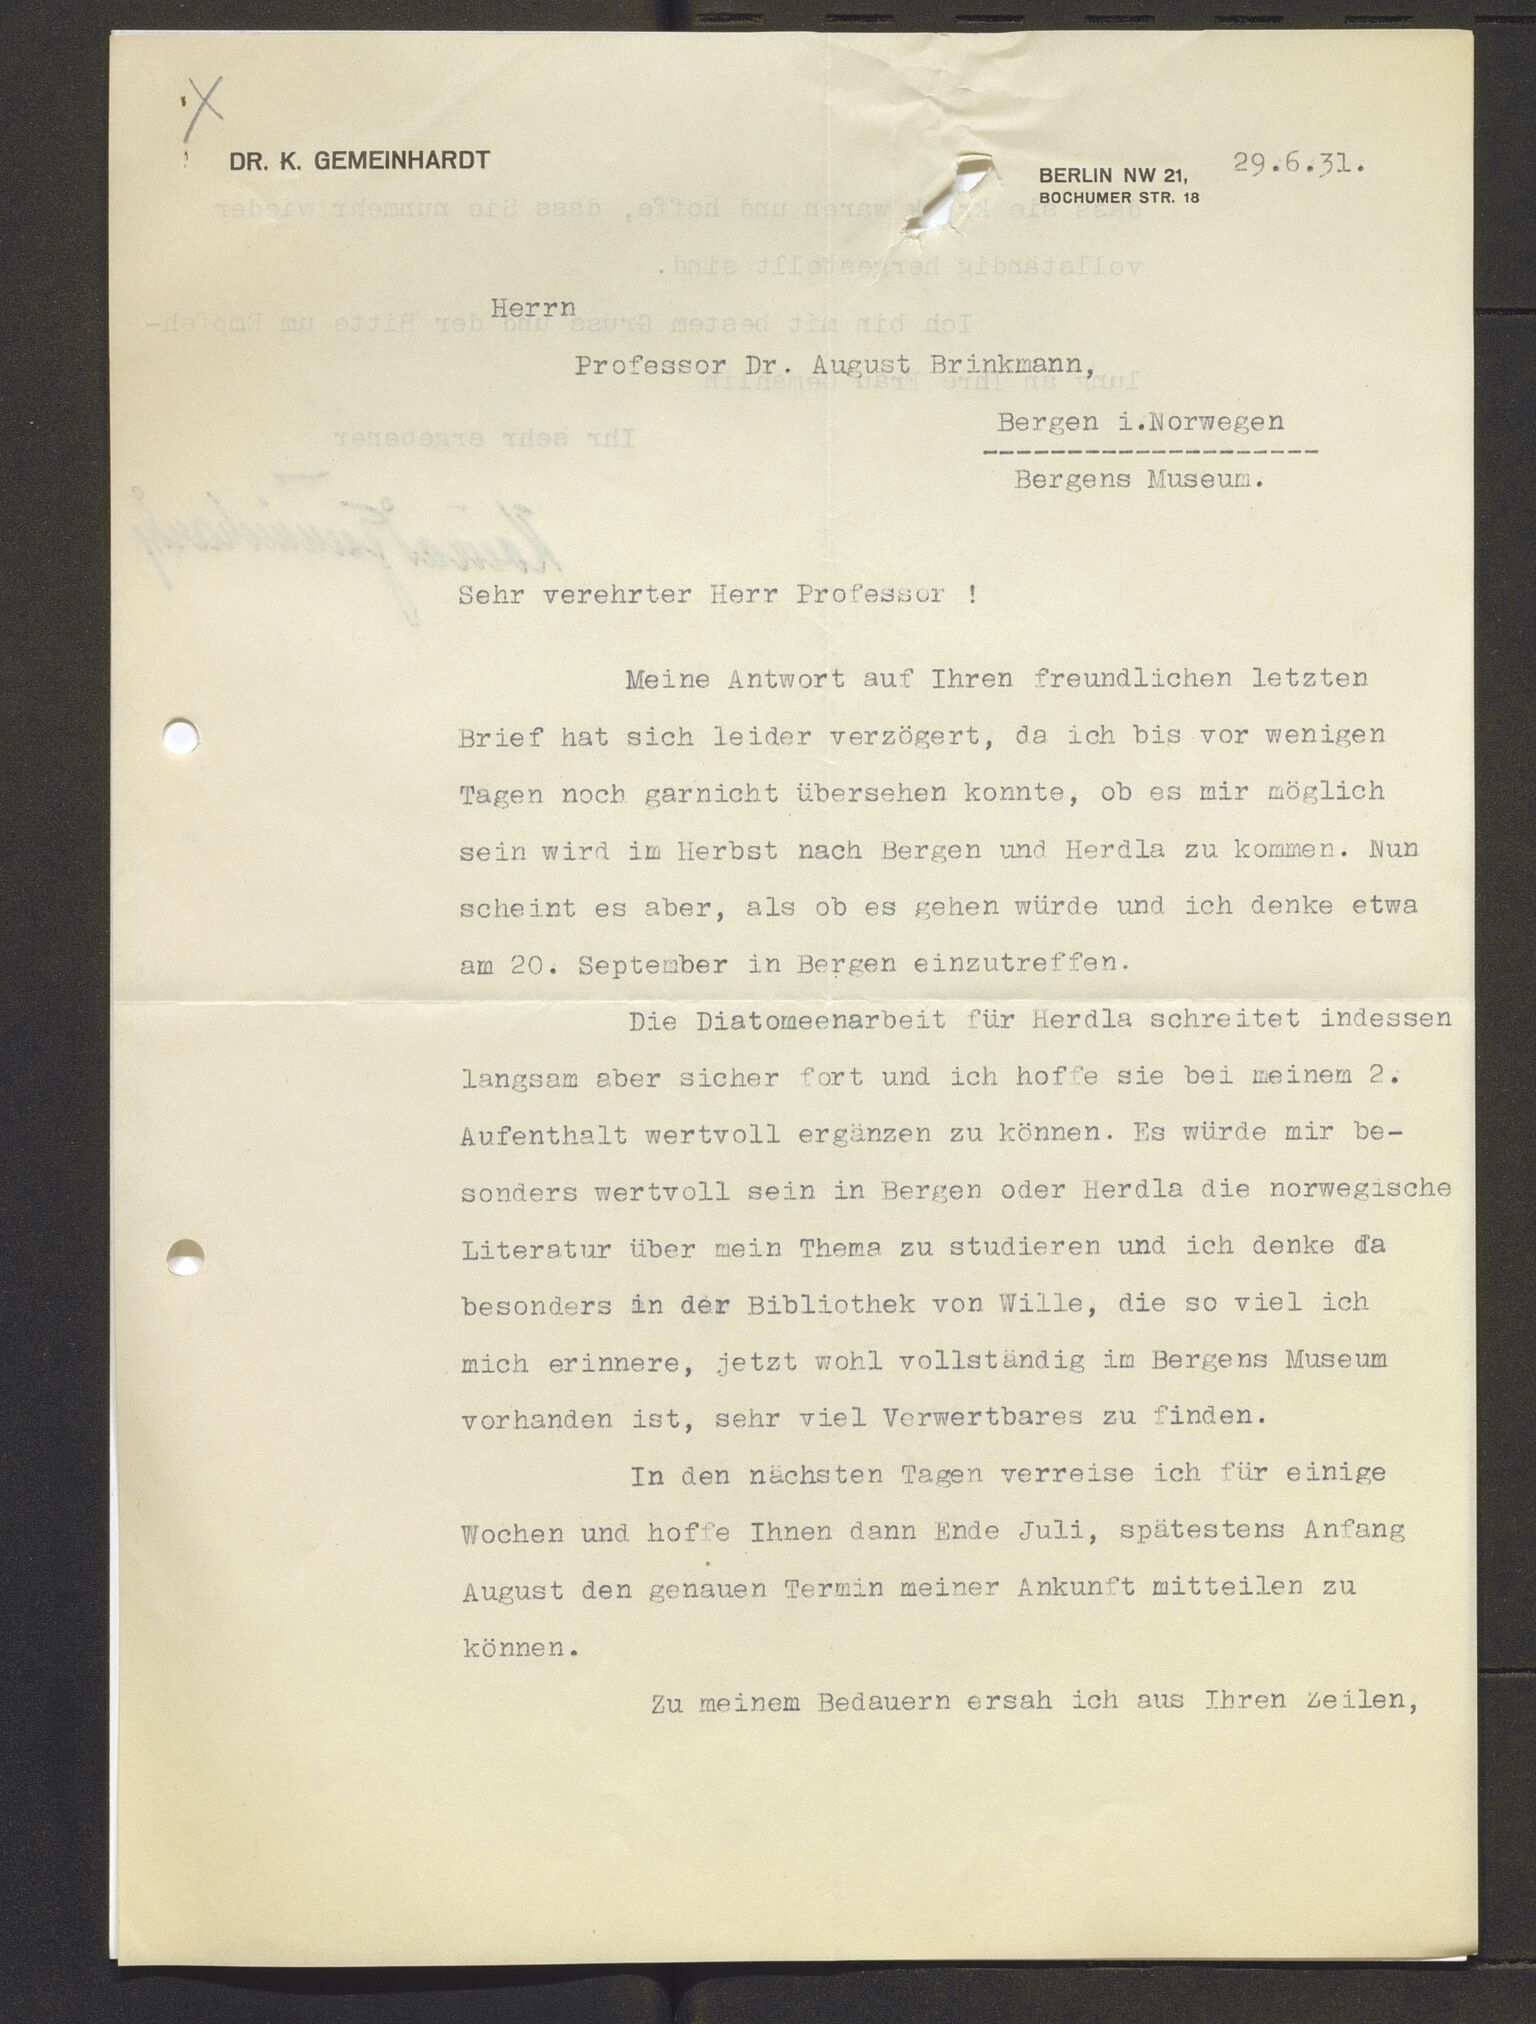 DR. K. GEMEINHARDT
BERLIN NW 21, 29.6.31.
BOCHUMER STR. 18
Herrn
Professor Dr. August Brinkmann,
Bergen i.Norwegen
--------------------
Bergens Museum.
Sehr verehrter Herr Professor !
Meine Antwort auf Ihren freundlichen letzten
Brief hat sich leider verzögert, da ich bis vor wenigen
Tagen noch garnicht übersehen konnte, ob es mir möglich
sein wird im Herbst nach Bergen und Herdla zu kommen. Nun
scheint es aber, als ob es gehen würde und ich denke etwa
am 20. September in Bergen einzutreffen.
Die Diatomeenarbeit für Herdla schreitet indessen
langsam aber sicher fort und ich hoffe sie bei meinem 2.
Aufenthalt wertvoll ergänzen zu können. Es würde mir be-
sonders wertvoll sein in Bergen oder Herdla die norwegische
Literatur über mein Thema zu studieren und ich denke da
besonders in der Bibliothek von Wille, die so viel ich
mich erinnere, jetzt wohl vollständig im Bergens Museum
vorhanden ist, sehr viel Verwertbares zu finden.
In den nächsten Tagen verreise ich für einige
Wochen und hoffe Ihnen dann Ende Juli, spätestens Anfang
August den genauen Termin meiner Ankunft mitteilen zu
können.
Zu meinem Bedauern ersah ich aus Ihren Zeilen,